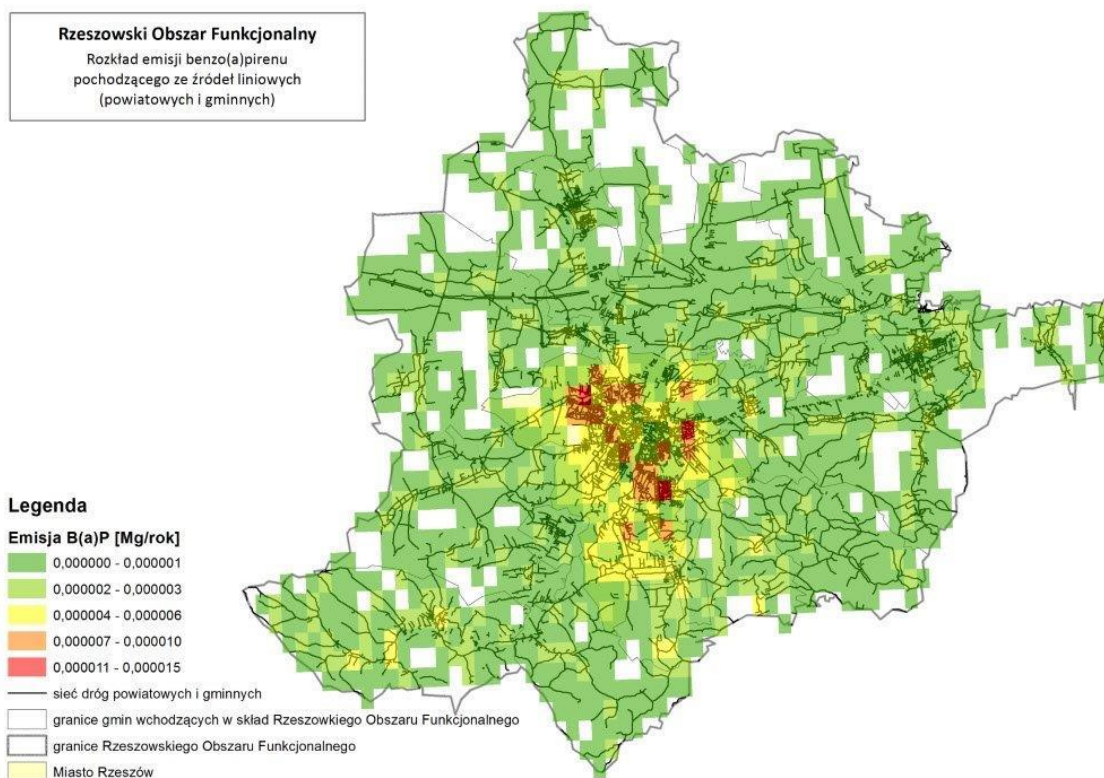 Rzeszowski Obszar Funkcjonalny
Rozkład emisji benzo(a)pirenu
pochodzącego ze źródeł liniowych
(powiatowych i gminnych)
Legenda
Emisja B(a)P [Mg/rok]
0,000000 - 0,000001
0,000002 - 0,000003
0,000004 - 0,000006
0,000007 - 0,000010
0,000011 - 0,000015
sieć dróg powiatowych i gminnych
granice gmin wchodzących w skład Rzeszowkiego Obszaru Funkcjonalnego
granice Rzeszowskiego Obszaru Funkcjonalnego
Miasto Rzeszów